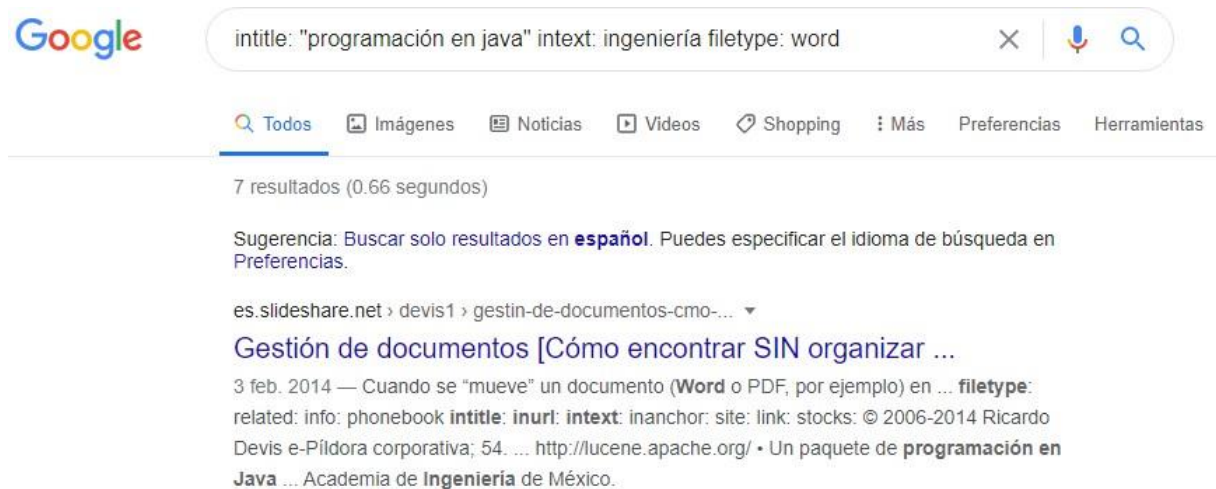 Google
intitle: "programación en java" intext: ingeniería filetype: word
Todos Imágenes Noticias Videos Shopping Más Preferencias Herramientas
7 resultados (0.66 segundos)
Sugerencia: Buscar solo resultados en español. Puedes especificar el idioma de búsqueda en
Preferencias.
es.slideshare.net › devis1 › gestin-de-documentos-cmo-...
Gestión de documentos [Cómo encontrar SIN organizar ...
3 feb. 2014 — Cuando se “mueve” un documento (Word o PDF, por ejemplo) en ... filetype:
related: info: phonebook intitle: inurl: intext: inanchor: site: link: stocks: © 2006-2014 Ricardo
Devis e-Píldora corporativa; 54. ... http://lucene.apache.org/ • Un paquete de programación en
Java ... Academia de Ingeniería de México.